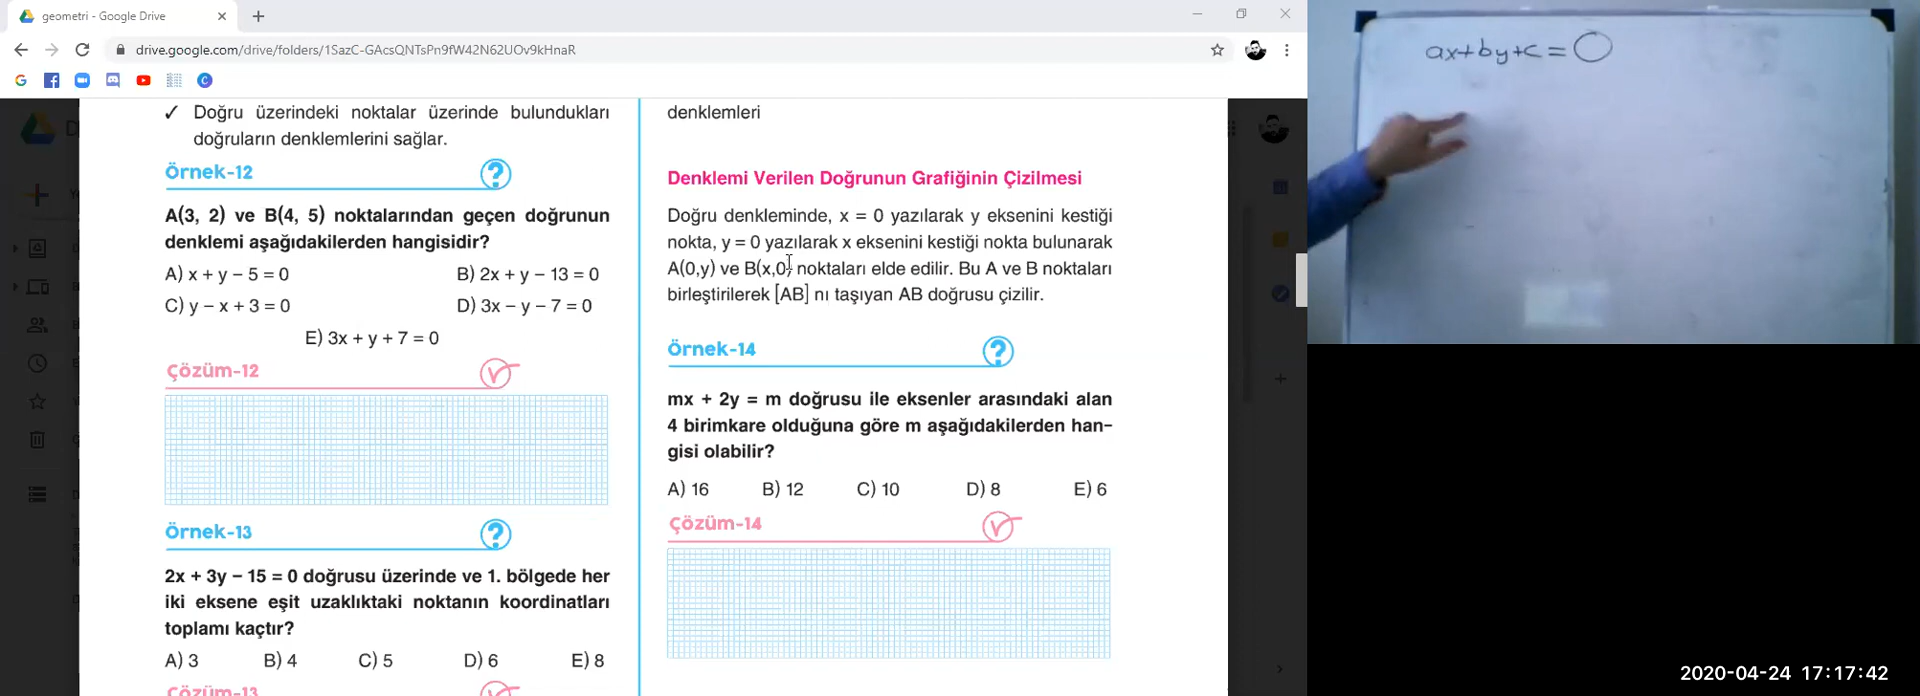 geometri - Google Drive
drive.google.com/drive/folders/1SazC-GAcsQNTsPn9fW42N62UOv9kHnaR
✓ Doğru üzerindeki noktalar üzerinde bulundukları
doğruların denklemlerini sağlar.
Örnek-12
A(3, 2) ve B(4, 5) noktalarından geçen doğrunun
denklemi aşağıdakilerden hangisidir?
A) x + y − 5 = 0 B) 2x + y − 13 = 0
C) y − x + 3 = 0 D) 3x − y − 7 = 0
E) 3x + y + 7 = 0
Çözüm-12
Örnek-13
2x + 3y − 15 = 0 doğrusu üzerinde ve 1. bölgede her
iki eksene eşit uzaklıktaki noktanın koordinatları
toplamı kaçtır?
A) 3 B) 4 C) 5 D) 6 E) 8
Çözüm-13
denklemleri
Denklemi Verilen Doğrunun Grafiğinin Çizilmesi
Doğru denkleminde, x = 0 yazılarak y eksenini kestiği
nokta, y = 0 yazılarak x eksenini kestiği nokta bulunarak
A(0,y) ve B(x,0) noktaları elde edilir. Bu A ve B noktaları
birleştirilerek [AB] nı taşıyan AB doğrusu çizilir.
Örnek-14
mx + 2y = m doğrusu ile eksenler arasındaki alan
4 birimkare olduğuna göre m aşağıdakilerden han-
gisi olabilir?
A) 16 B) 12 C) 10 D) 8 E) 6
Çözüm-14
ax+by+c=0
2020-04-24 17:17:42